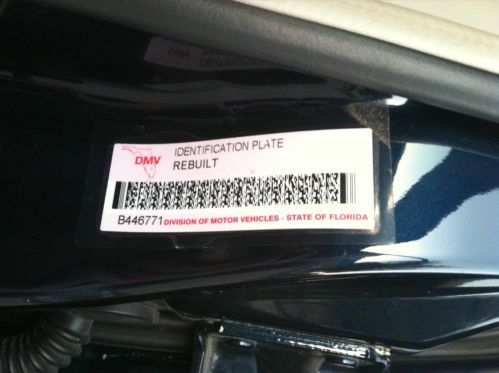 DMV
IDENTIFICATION PLATE
REBUILT
B446771 DIVISION OF MOTOR VEHICLES - STATE OF FLORIDA